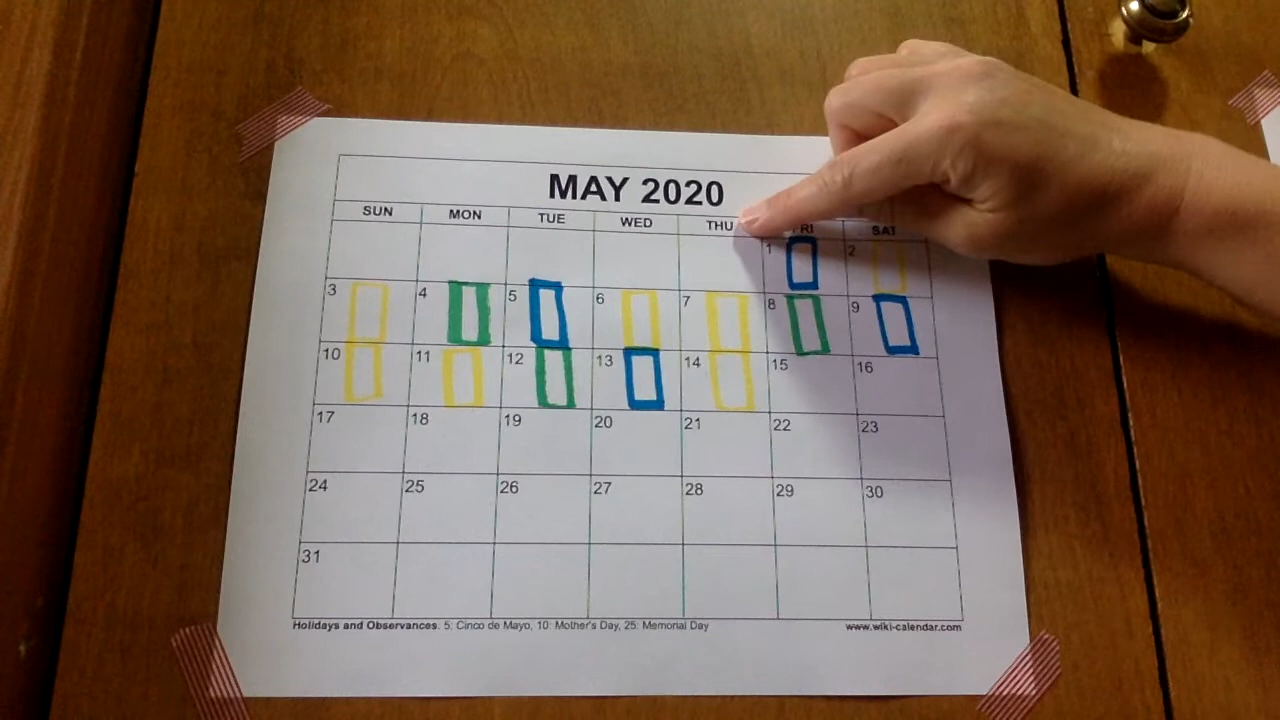 MAY 2020
SUN MON TUE WED THU FRI SAT
1 2
3 4 5 6 7 8 9
10 11 12 13 14 15 16
17 18 19 20 21 22 23
24 25 26 27 28 29 30
31
Holidays and Observances: 5: Cinco de Mayo, 10: Mother's Day, 25: Memorial Day www.wiki-calendar.com